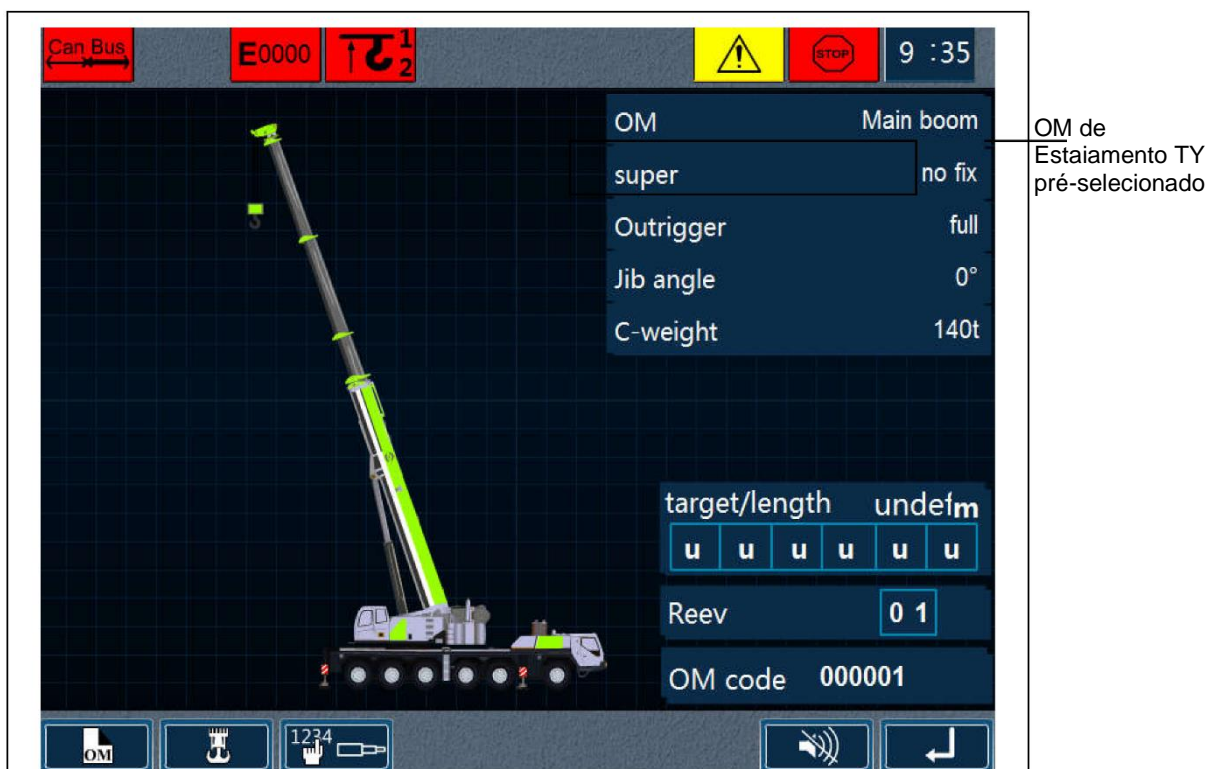 Can Bus
E0000
1
2
STOP
9 :35
OM Main boom
super no fix
Outrigger full
Jib angle 0°
C-weight 140t
OM de
Estaiamento TY
pré-selecionado
target/length undefm
u u u u u u
Reev 0 1
OM code 000001
OM
1234